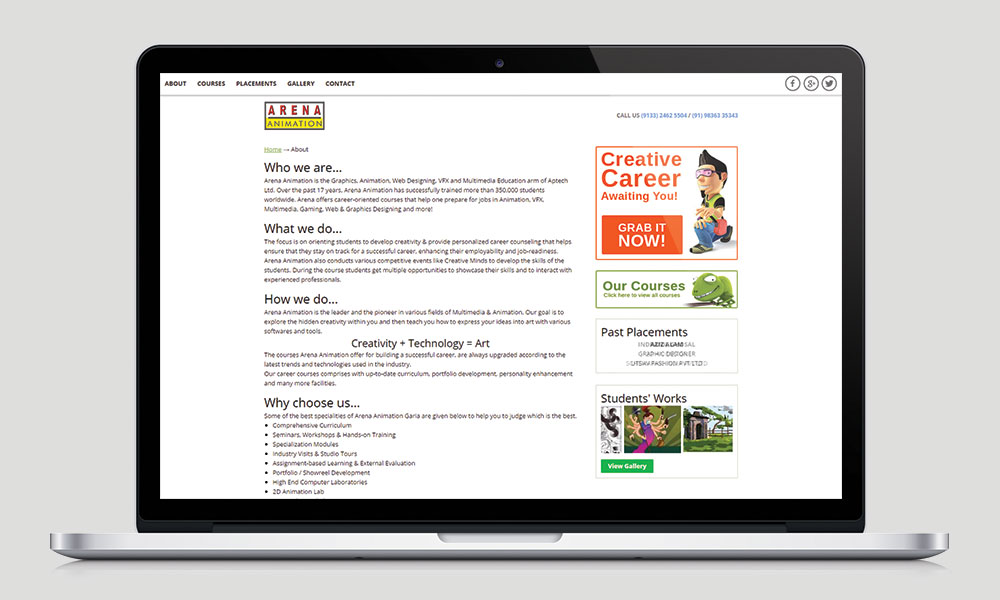 ABOUT COURSES PLACEMENTS GALLERY CONTACT
ARENA
ANIMATION
CALL US (9133) 2462 5504 / (91) 98363 35343
Home → About
Who we are...
Arena Animation is the Graphics, Animation, Web Designing, VFX and Multimedia Education arm of Aptech
Ltd. Over the past 17 years, Arena Animation has successfully trained more than 350,000 students
worldwide. Arena offers career-oriented courses that help one prepare for jobs in Animation, VFX,
Multimedia, Gaming, Web & Graphics Designing and more!
What we do...
The focus is on orienting students to develop creativity & provide personalized career counseling that helps
ensure that they stay on track for a successful career, enhancing their employability and job-readiness.
Arena Animation also conducts various competitive events like Creative Minds to develop the skills of the
students. During the course students get multiple opportunities to showcase their skills and to interact with
experienced professionals.
How we do...
Arena Animation is the leader and the pioneer in various fields of Multimedia & Animation. Our goal is to
explore the hidden creativity within you and then teach you how to express your ideas into art with various
softwares and tools.
Creativity + Technology = Art
The courses Arena Animation offer for building a successful career, are always upgraded according to the
latest trends and technologies used in the industry.
Our career courses comprises with up-to-date curriculum, portfolio development, personality enhancement
and many more facilities.
Why choose us...
Some of the best specialities of Arena Animation Garia are given below to help you to judge which is the best.
Comprehensive Curriculum
Seminars, Workshops & Hands-on Training
Specialization Modules
Industry Visits & Studio Tours
Assignment-based Learning & External Evaluation
Portfolio / Showreel Development
High End Computer Laboratories
2D Animation Lab
Creative
Career
Awaiting You!
GRAB IT
NOW!
Our Courses
Click here to view all courses
Past Placements
GRAPHIC DESIGNER
Students' Works
View Gallery